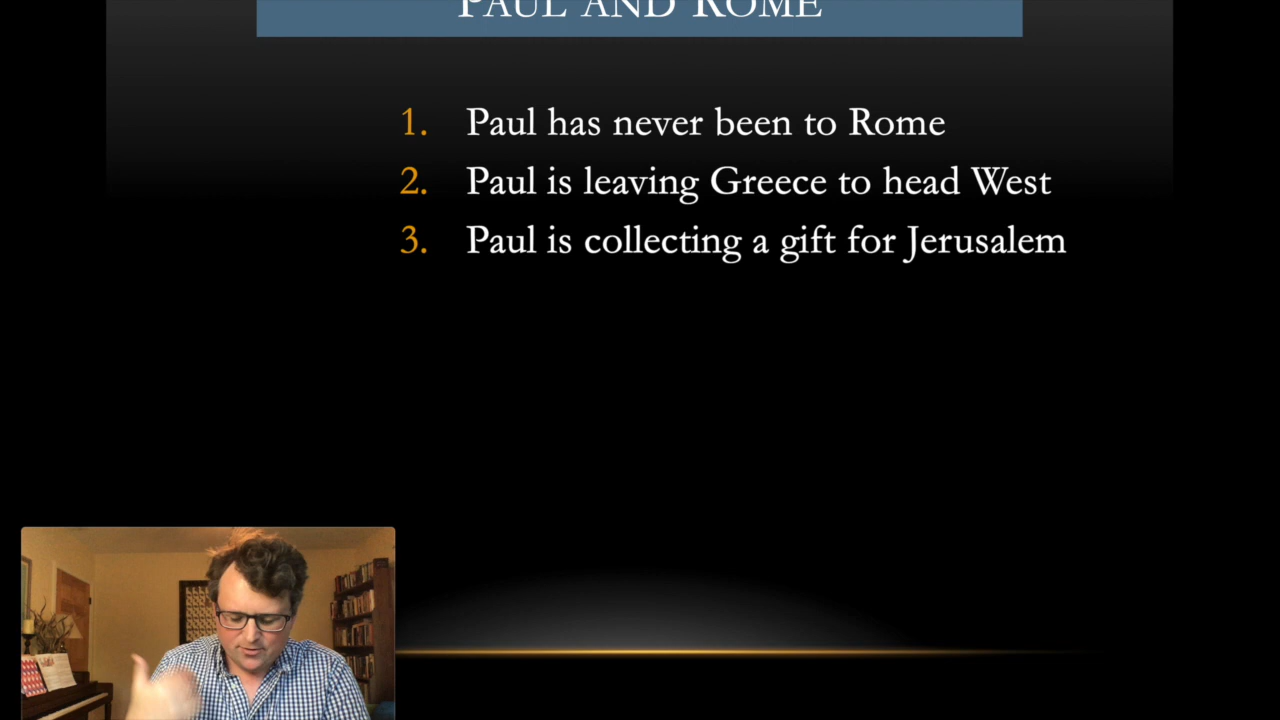 PAUL AND ROME
1. Paul has never been to Rome
2. Paul is leaving Greece to head West
3. Paul is collecting a gift for Jerusalem